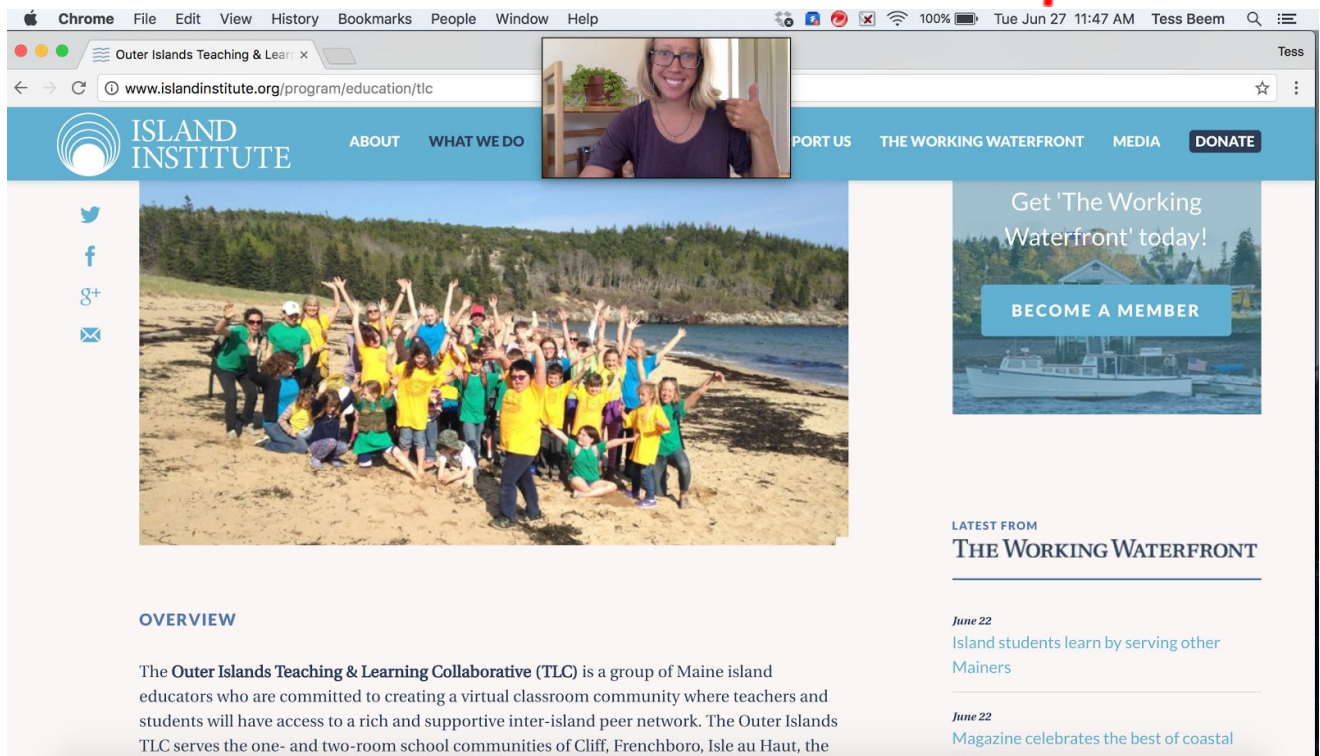 Chrome File Edit View History Bookmarks People Window Help 100% Tue Jun 27 11:47 AM Tess Beem
Outer Islands Teaching & Lear Tess
www.islandinstitute.org/program/education/tlc
ISLAND
INSTITUTE
ABOUT WHAT WE DO PORT US THE WORKING WATERFRONT MEDIA DONATE
Get 'The Working
Waterfront' today!
BECOME A MEMBER
f
g+
LATEST FROM
THE WORKING WATERFRONT
OVERVIEW
The Outer Islands Teaching & Learning Collaborative (TLC) is a group of Maine island
educators who are committed to creating a virtual classroom community where teachers and
students will have access to a rich and supportive inter-island peer network. The Outer Islands
TLC serves the one- and two-room school communities of Cliff, Frenchboro, Isle au Haut, the
June 22
Island students learn by serving other
Mainers
June 22
Magazine celebrates the best of coastal